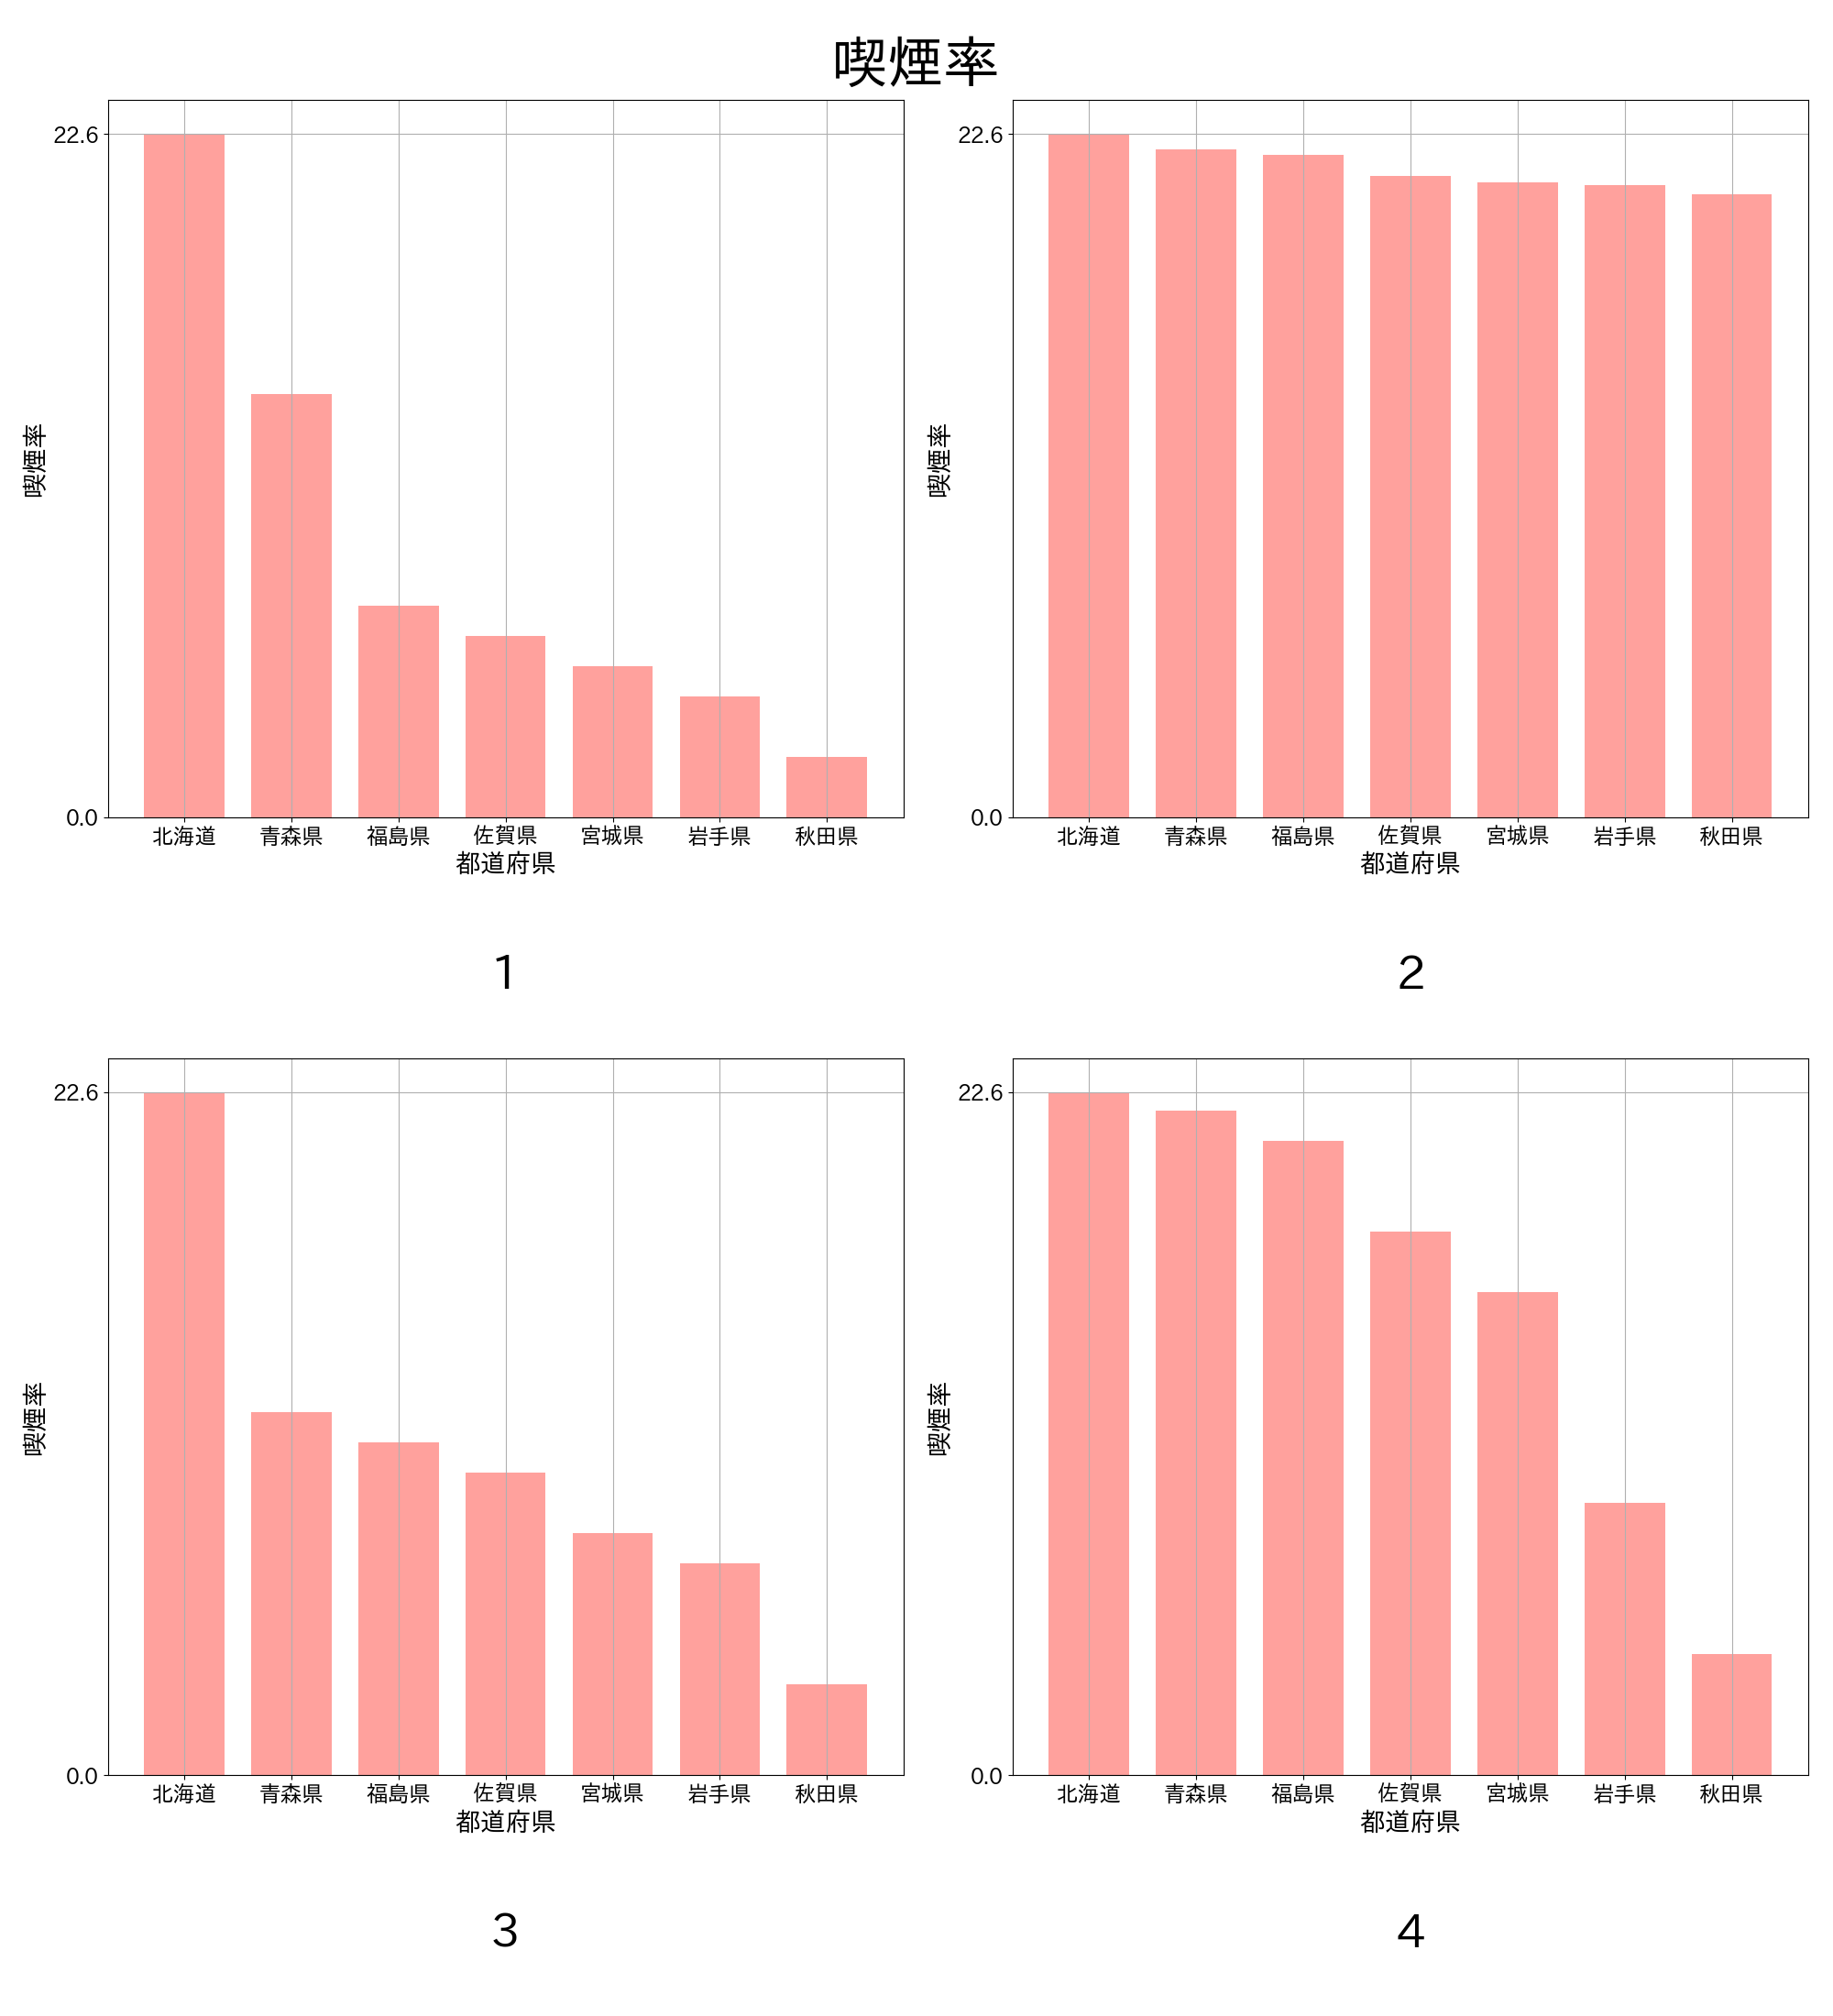 喫煙率
22.6
0.0
喫煙率
北海道 青森県 福島県 佐賀県 宮城県 岩手県 秋田県
都道府県
1
22.6
0.0
喫煙率
北海道 青森県 福島県 佐賀県 宮城県 岩手県 秋田県
都道府県
2
22.6
0.0
喫煙率
北海道 青森県 福島県 佐賀県 宮城県 岩手県 秋田県
都道府県
3
22.6
0.0
喫煙率
北海道 青森県 福島県 佐賀県 宮城県 岩手県 秋田県
都道府県
4